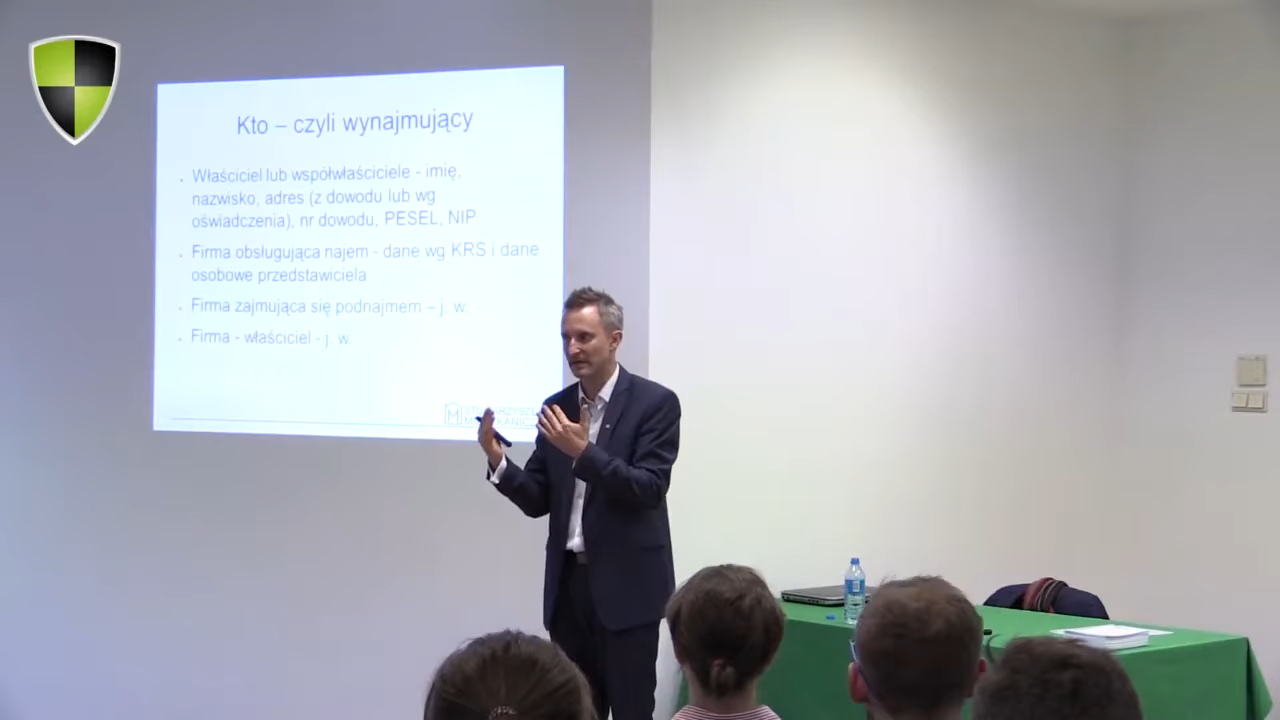 Kto – czyli wynajmujący
Właściciel lub współwłaściciele - imię,
nazwisko, adres (z dowodu lub wg
oświadczenia), nr dowodu, PESEL, NIP
Firma obsługująca najem - dane wg KRS i dane
osobowe przedstawiciela
Firma zajmująca się podnajmem – j. w.
Firma - właściciel - j. w.